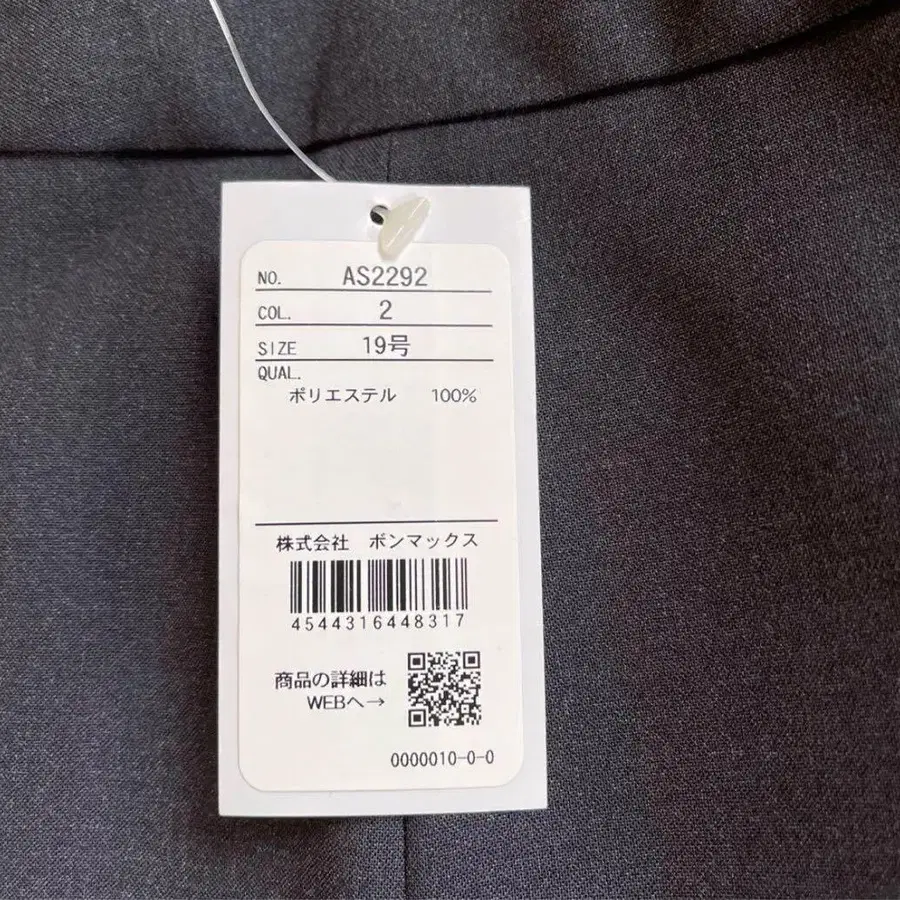 NO. AS2292
COL. 2
SIZE 19号
QUAL.
ポリエステル 100%
株式会社 ボンマックス
4544316448317
商品の詳細は
WEBへ→
0000010-0-0